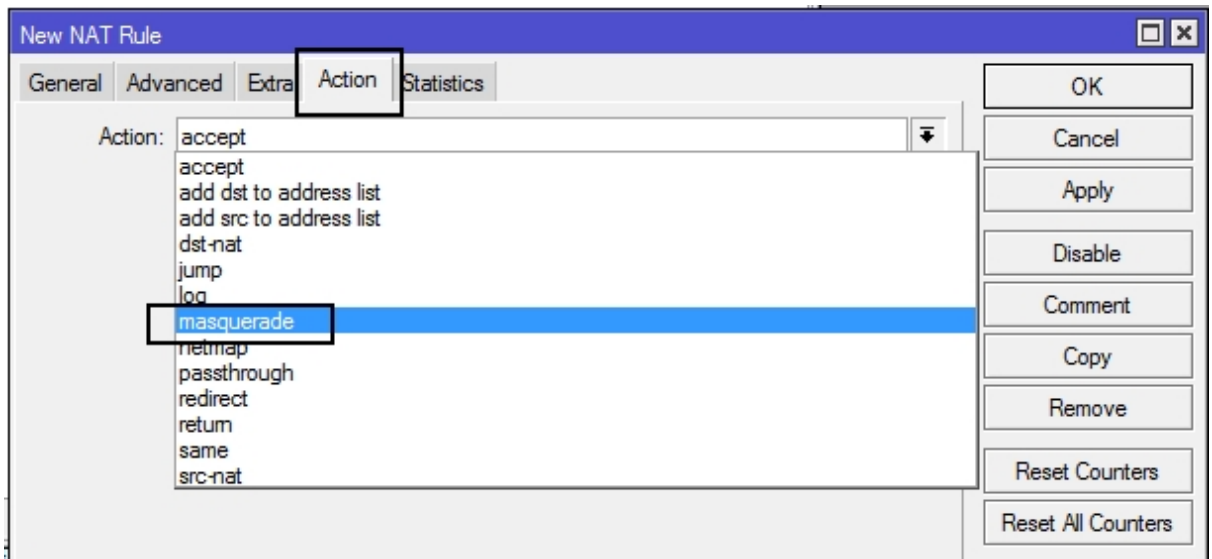 New NAT Rule
General Advanced Extra Action Statistics
Action: accept
accept
add dst to address list
add src to address list
dst-nat
jump
log
masquerade
netmap
passthrough
redirect
return
same
src-nat
OK
Cancel
Apply
Disable
Comment
Copy
Remove
Reset Counters
Reset All Counters